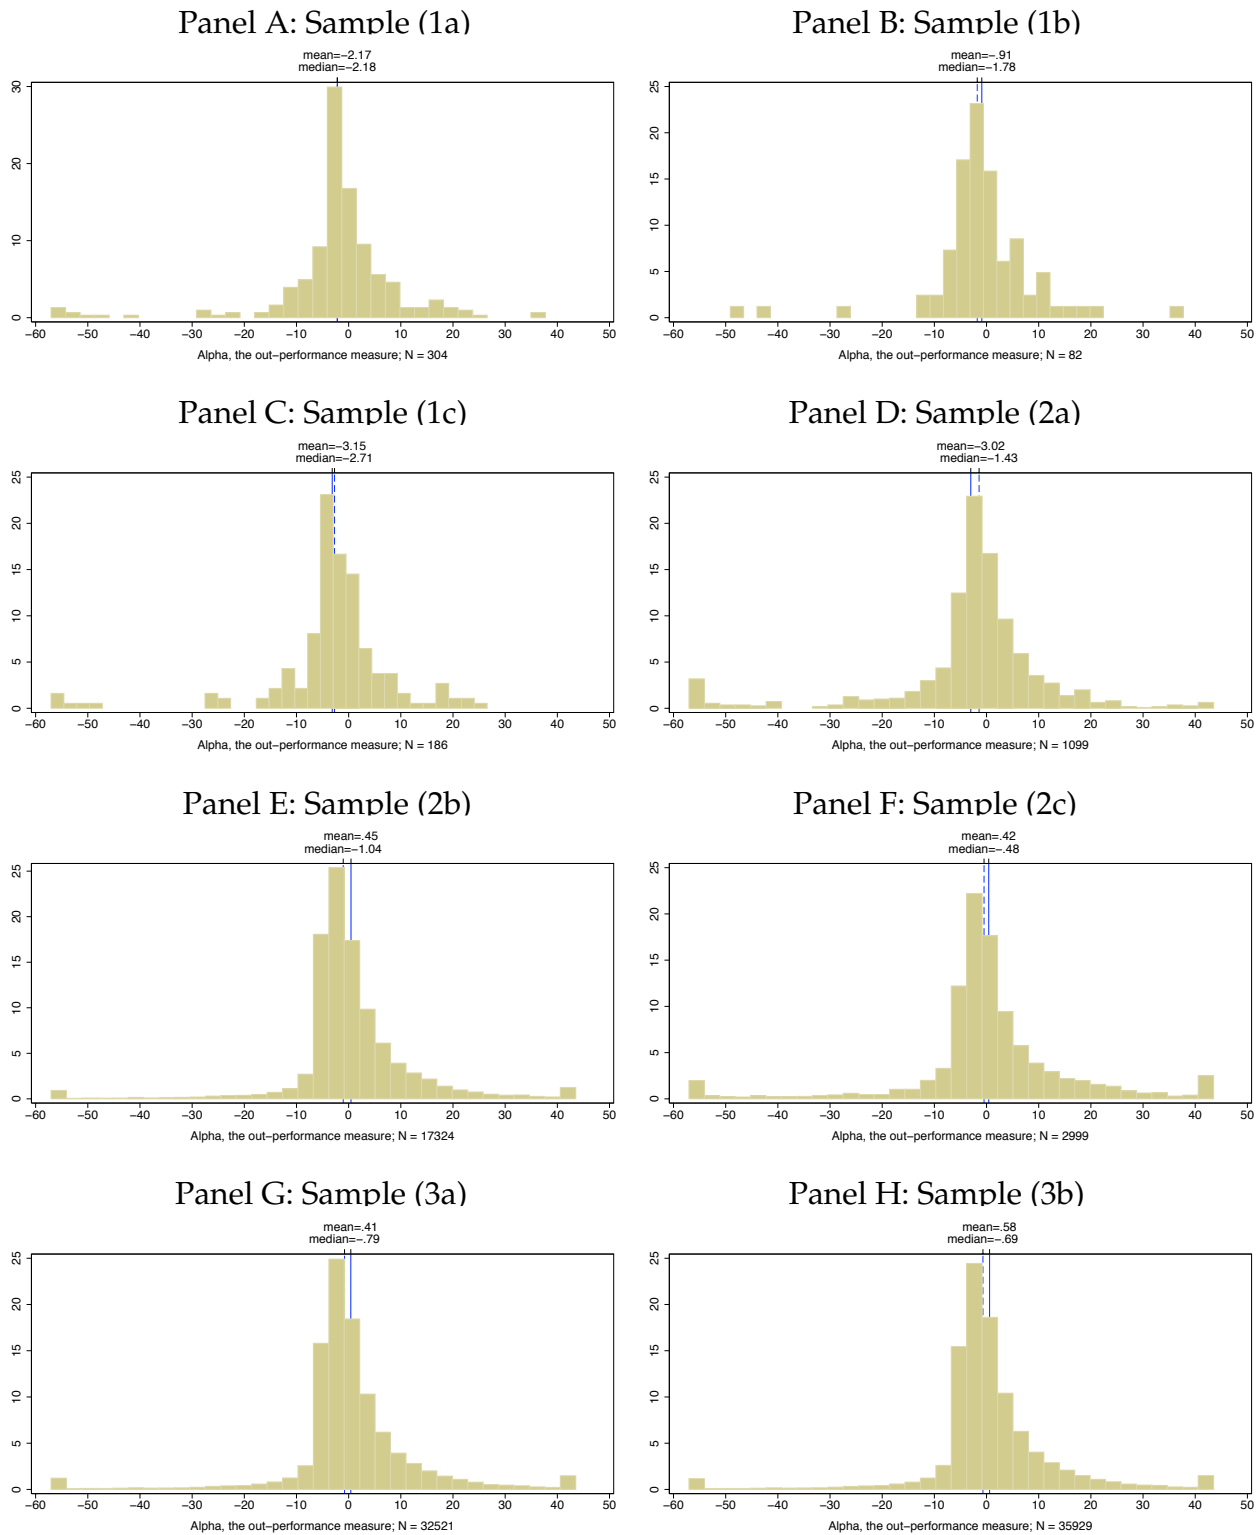 Panel A: Sample (1a)
mean=−2.17
median=−2.18
30
20
10
0
−60 −50 −40 −30 −20 −10 0 10 20 30 40 50
Alpha, the out−performance measure; N = 304
Panel B: Sample (1b)
mean=−.91
median=−1.78
25
20
15
10
5
0
−60 −50 −40 −30 −20 −10 0 10 20 30 40 50
Alpha, the out−performance measure; N = 82
Panel C: Sample (1c)
mean=−3.15
median=−2.71
25
20
15
10
5
0
−60 −50 −40 −30 −20 −10 0 10 20 30 40 50
Alpha, the out−performance measure; N = 186
Panel D: Sample (2a)
mean=−3.02
median=−1.43
25
20
15
10
5
0
−60 −50 −40 −30 −20 −10 0 10 20 30 40 50
Alpha, the out−performance measure; N = 1099
Panel E: Sample (2b)
mean=.45
median=−1.04
25
20
15
10
5
0
−60 −50 −40 −30 −20 −10 0 10 20 30 40 50
Alpha, the out−performance measure; N = 17324
Panel F: Sample (2c)
mean=.42
median=−.48
25
20
15
10
5
0
−60 −50 −40 −30 −20 −10 0 10 20 30 40 50
Alpha, the out−performance measure; N = 2999
Panel G: Sample (3a)
mean=.41
median=−.79
25
20
15
10
5
0
−60 −50 −40 −30 −20 −10 0 10 20 30 40 50
Alpha, the out−performance measure; N = 32521
Panel H: Sample (3b)
mean=.58
median=−.69
25
20
15
10
5
0
−60 −50 −40 −30 −20 −10 0 10 20 30 40 50
Alpha, the out−performance measure; N = 35929